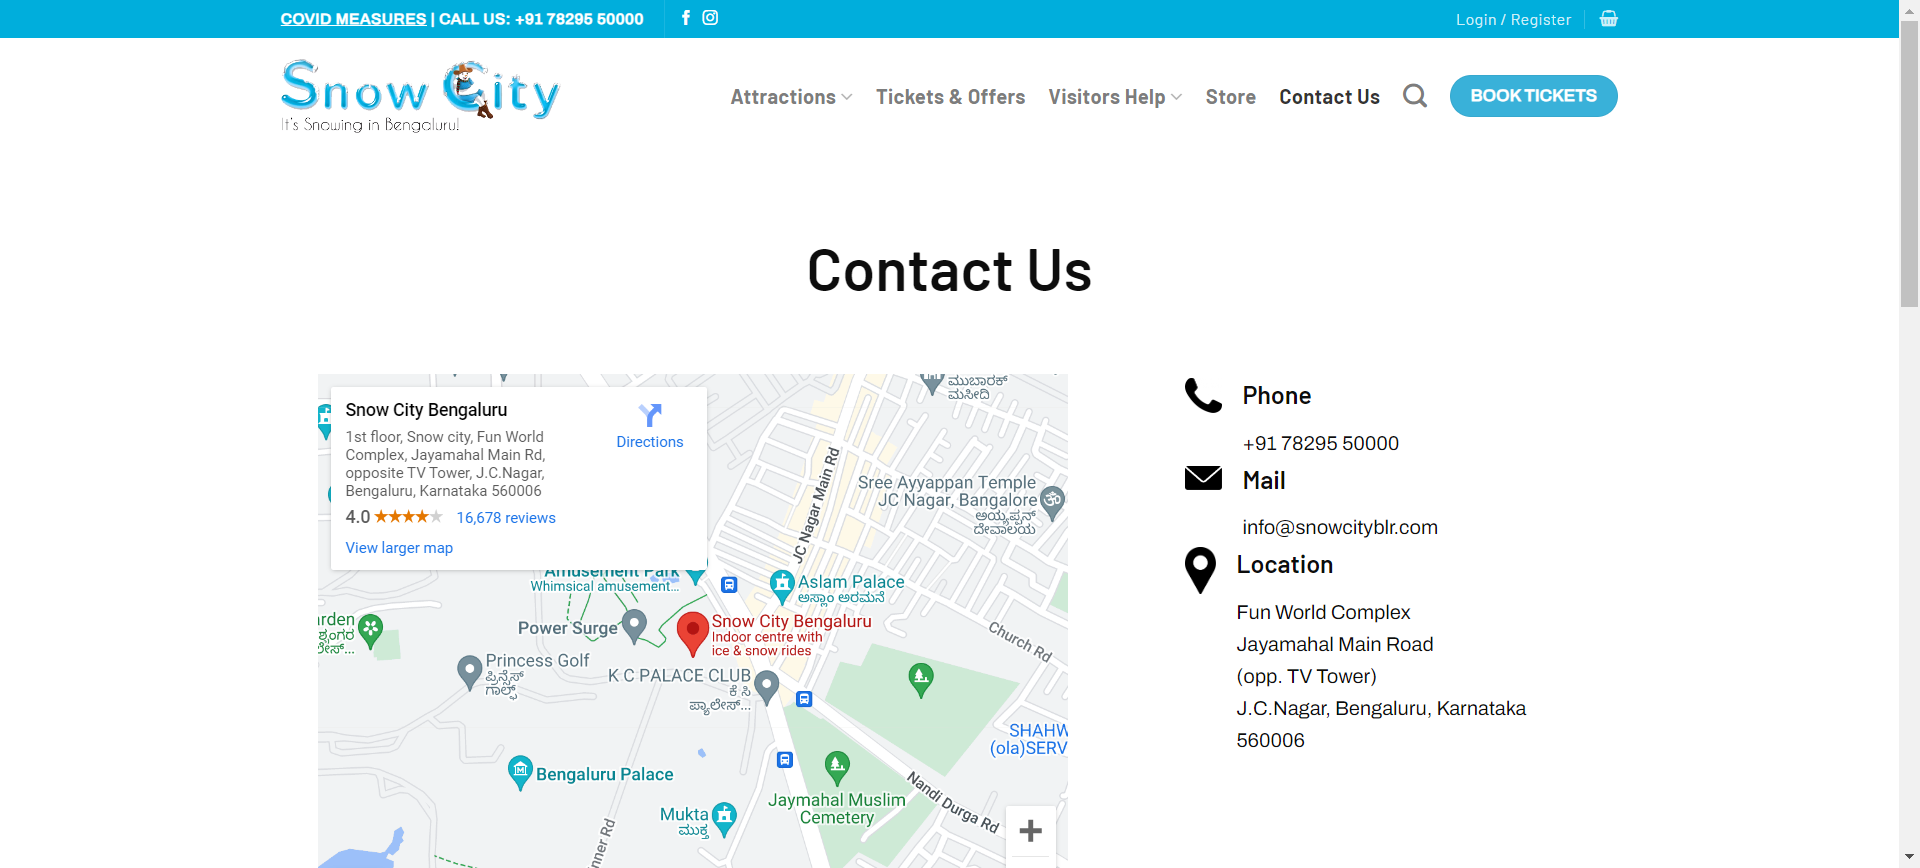 COVID MEASURES | CALL US: +91 78295 50000
Login / Register
Snow City
It's Snowing in Bengaluru!
Attractions
Tickets & Offers
Visitors Help
Store
Contact Us
BOOK TICKETS
Contact Us
Snow City Bengaluru
1st floor, Snow city, Fun World
Complex, Jayamahal Main Rd,
opposite TV Tower, J.C.Nagar,
Bengaluru, Karnataka 560006
4.0
16,678 reviews
View larger map
Directions
ಮುಬಾರಕ್
ಮಸೀದಿ
JC Nagar Main Rd
Sree Ayyappan Temple
JC Nagar, Bangalore
ಅಯ್ಯಪ್ಪನ್
ದೇವಾಲಯ
Amusement Park
Whimsical amusement...
Aslam Palace
ಅಸ್ಲಾಂ ಅರಮನೆ
Power Surge
Snow City Bengaluru
Indoor centre with
ice & snow rides
Church Rd
Princess Golf
ಪ್ರಿನ್ಸೆಸ್
ಗಾಲ್ಫ್
K C PALACE CLUB
ಕೆ ಸಿ
ಪ್ಯಾಲೇಸ್...
SHAHW
(ola)SERV
Bengaluru Palace
Mukta
ಮುಕ್ತ
Jaymahal Muslim
Cemetery
Nandi Durga Rd
nner Rd
Phone
+91 78295 50000
Mail
info@snowcityblr.com
Location
Fun World Complex
Jayamahal Main Road
(opp. TV Tower)
J.C.Nagar, Bengaluru, Karnataka
560006